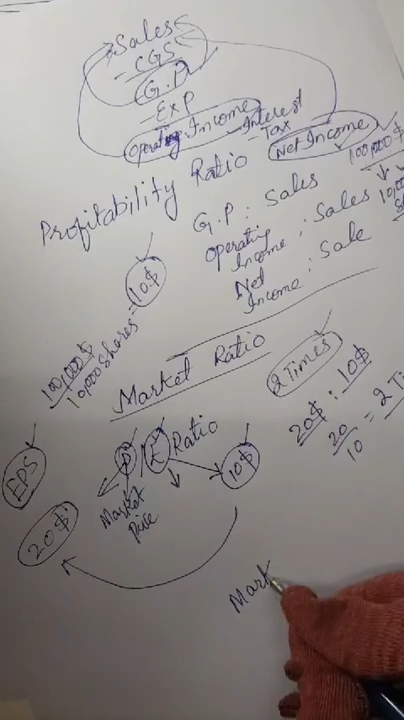 Sales
- CGS
G.P
- EXP
Operating Income
- Interest
- Tax
Net Income
100,000$
Profitability Ratio
G.P : Sales
Operating Income : Sales
Net Income : Sale
100,000$
10,000 shares = 10$
EPS
Market Ratio
2 Times
P/E Ratio
Market
10$
20$
20$ : 10$
20
10
= 2
Mark